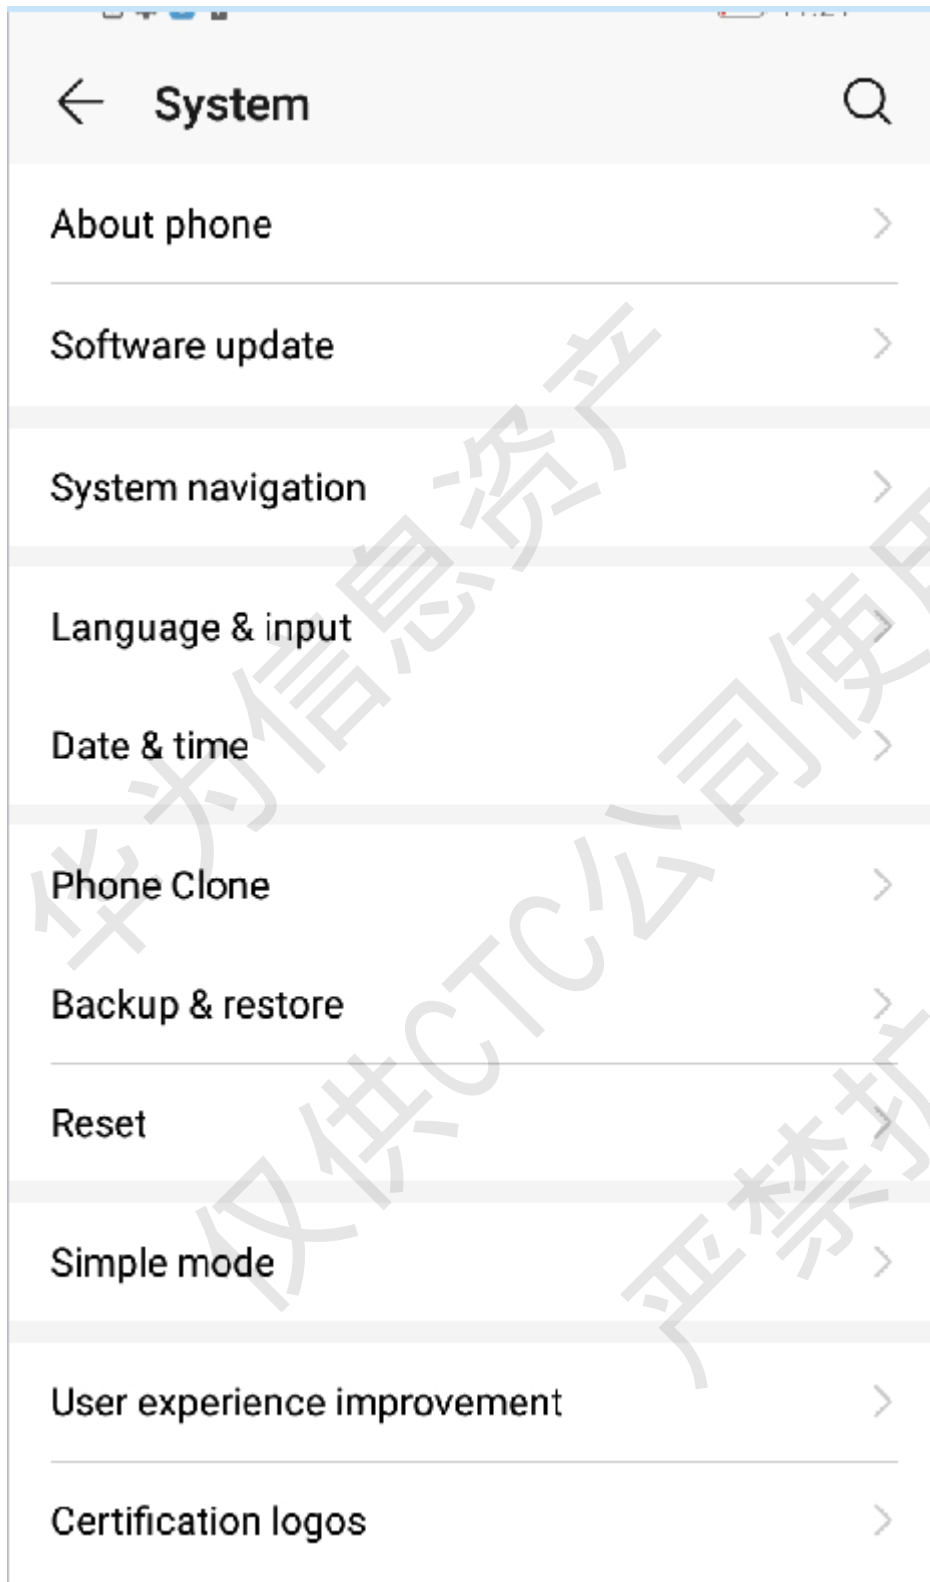 System
About phone
Software update
System navigation
Language & input
Date & time
Phone Clone
Backup & restore
Reset
Simple mode
User experience improvement
Certification logos
华为信息资产
仅供CTC公司使用
严禁扩